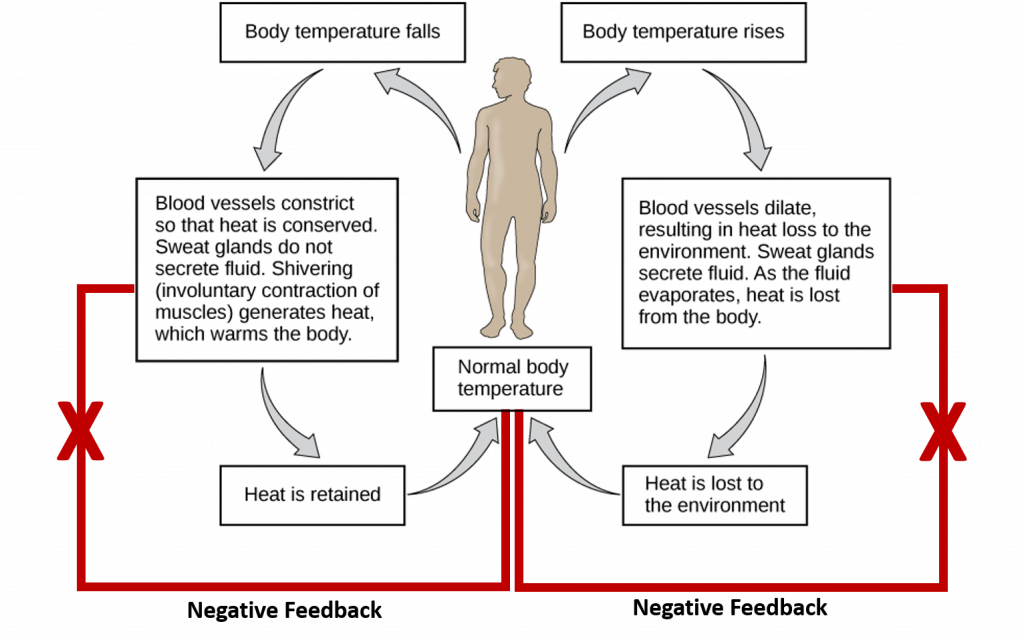 Body temperature falls
Body temperature rises
Blood vessels constrict
so that heat is conserved.
Sweat glands do not
secrete fluid. Shivering
(involuntary contraction of
muscles) generates heat,
which warms the body.
Blood vessels dilate,
resulting in heat loss to the
environment. Sweat glands
secrete fluid. As the fluid
evaporates, heat is lost
from the body.
Normal body
temperature
X
X
Heat is retained
Heat is lost to
the environment
Negative Feedback
Negative Feedback